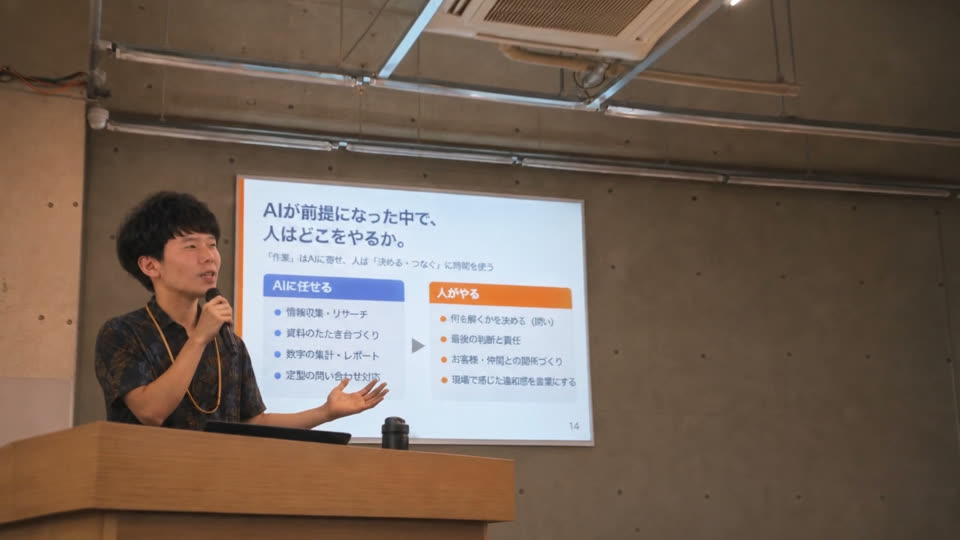 AIが前提になった中で、
人はどこをやるか。
「作業」はAIに寄せ、人は「決める・つなぐ」に時間を使う
AIに任せる
情報収集・リサーチ
資料のたたき台づくり
数字の集計・レポート
定型の問い合わせ対応
人がやる
何を解くかを決める（問い）
最後の判断と責任
お客様・仲間との関係づくり
現場で感じた違和感を言葉にする
14